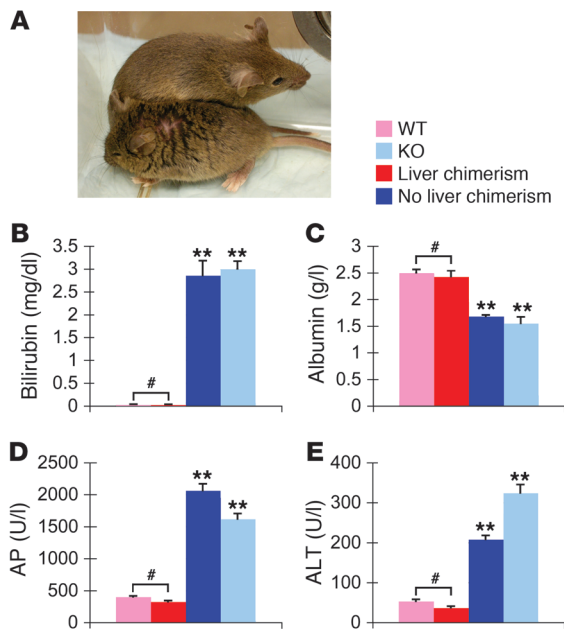 A
WT
KO
Liver chimerism
No liver chimerism
B
Bilirubin (mg/dl)
3.5
3
2.5
2
1.5
1
0.5
0
#
**
**
C
Albumin (g/l)
3
2.5
2
1.5
1
0.5
0
#
**
**
D
AP (U/l)
2500
2000
1500
1000
500
0
#
**
**
E
ALT (U/l)
400
300
200
100
0
#
**
**